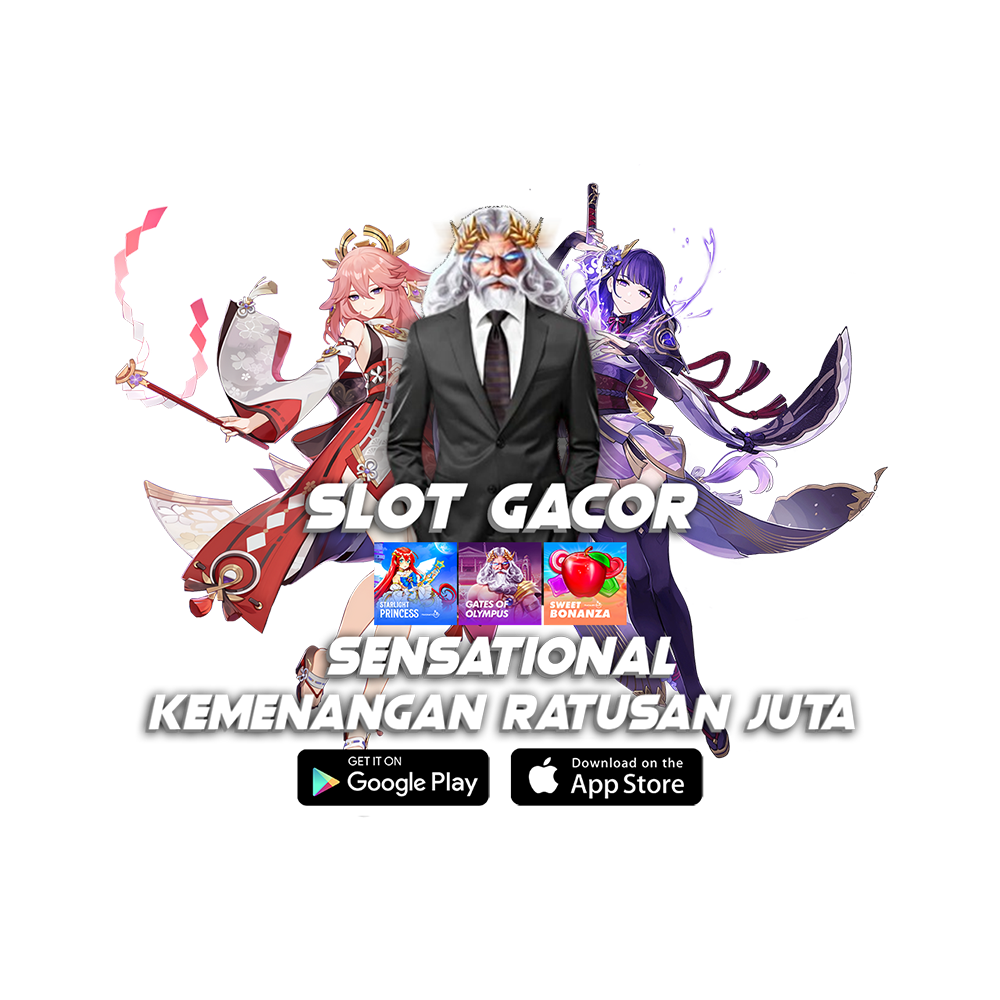 SLOT GACOR
STARLIGHT
PRINCESS
GATES OF
OLYMPUS
SWEET
BONANZA
SENSATIONAL
KEMENANGAN RATUSAN JUTA
GET IT ON
Google Play
Download on the
App Store